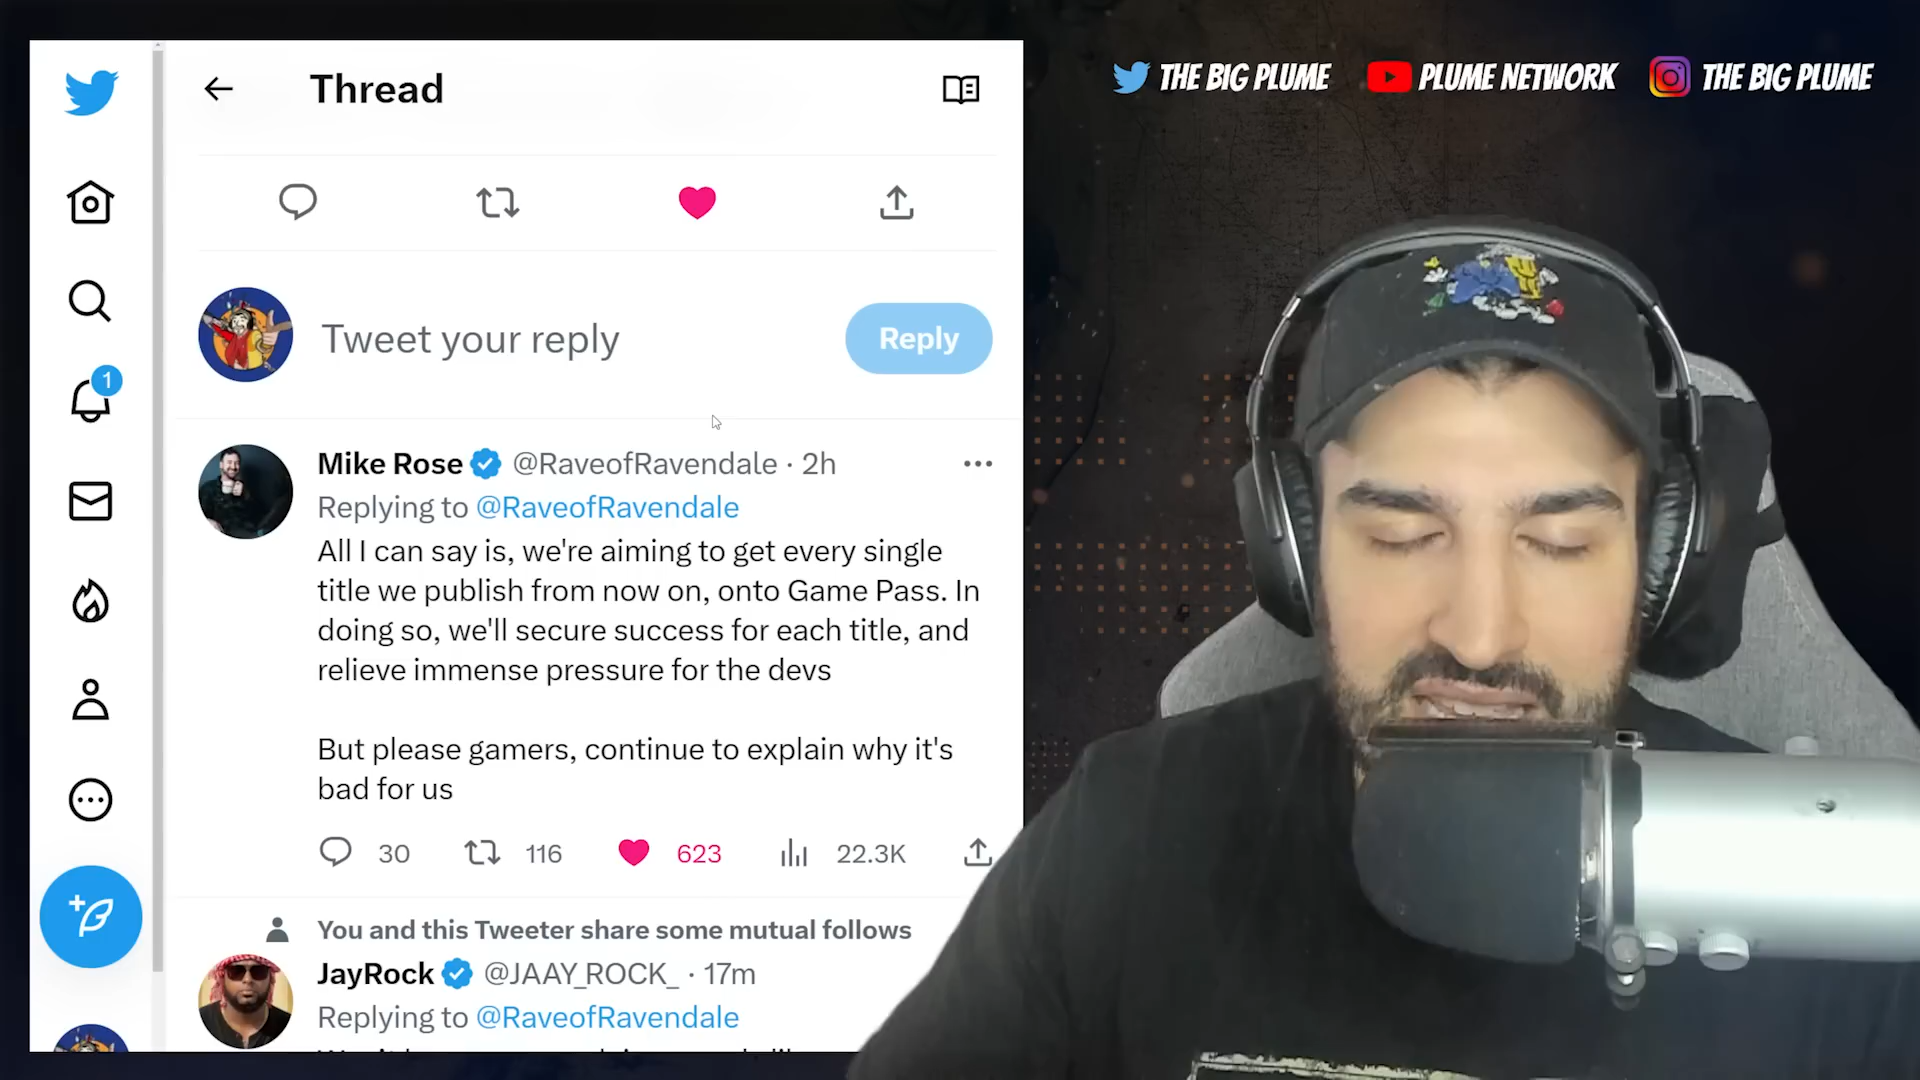 Thread
THE BIG PLUME
PLUME NETWORK
THE BIG PLUME
1
Tweet your reply
Reply
Mike Rose @RaveofRavendale · 2h
Replying to @RaveofRavendale
All I can say is, we're aiming to get every single
title we publish from now on, onto Game Pass. In
doing so, we'll secure success for each title, and
relieve immense pressure for the devs
But please gamers, continue to explain why it's
bad for us
30 116 623 22.3K
You and this Tweeter share some mutual follows
JayRock @JAAY_ROCK_ · 17m
Replying to @RaveofRavendale